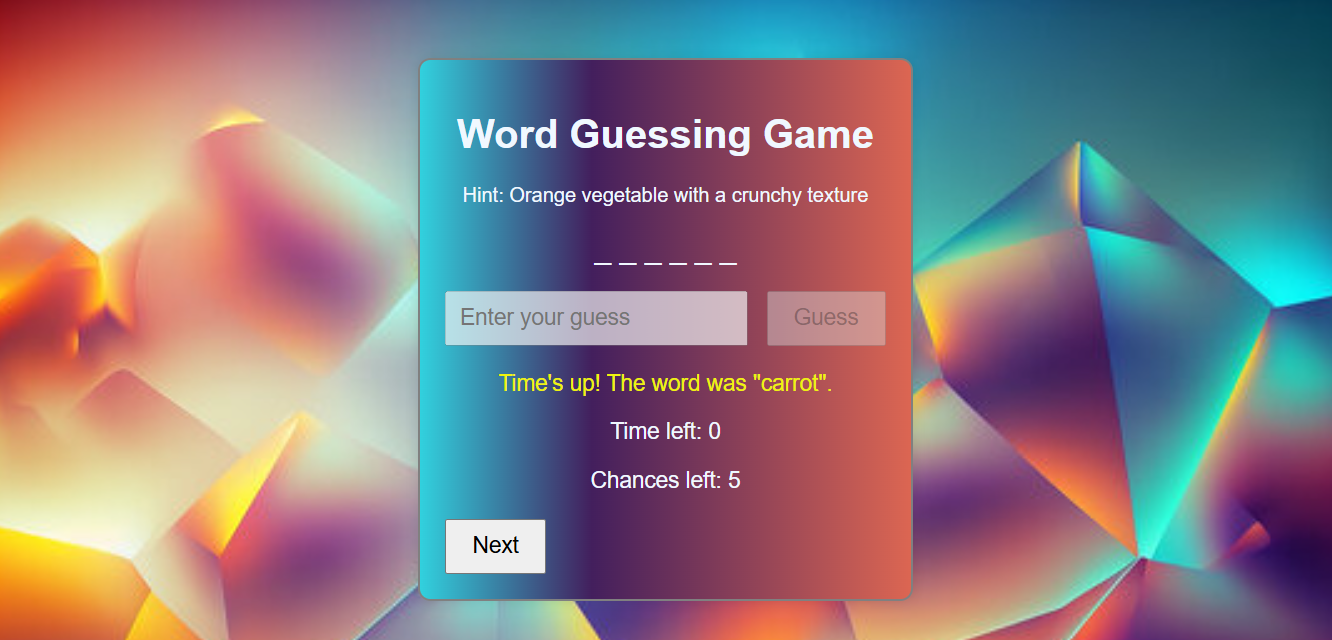 Word Guessing Game
Hint: Orange vegetable with a crunchy texture
_ _ _ _ _ _
Enter your guess Guess
Time's up! The word was "carrot".
Time left: 0
Chances left: 5
Next